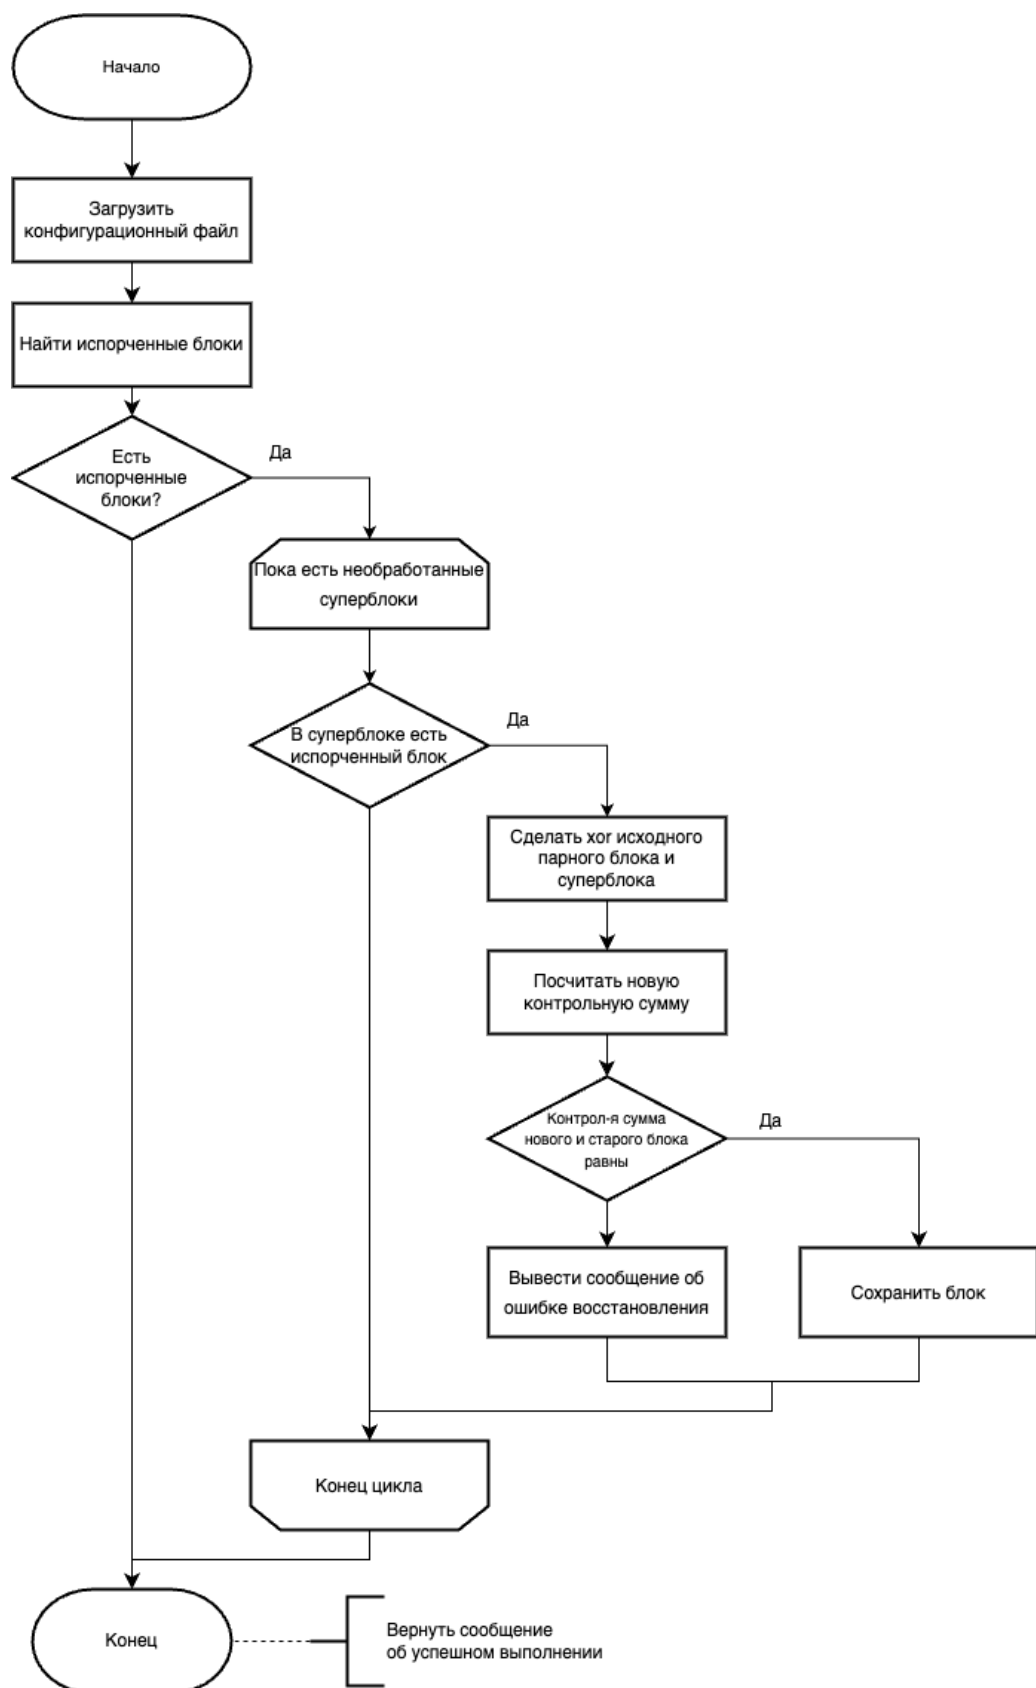 Начало
Загрузить
конфигурационный файл
Найти испорченные блоки
Есть
испорченные
блоки?
Да
Пока есть необработанные
суперблоки
В суперблоке есть
испорченный блок
Да
Сделать xor исходного
парного блока и
суперблока
Посчитать новую
контрольную сумму
Контрол-я сумма
нового и старого блока
равны
Да
Вывести сообщение об
ошибке восстановления
Сохранить блок
Конец цикла
Конец
Вернуть сообщение
об успешном выполнении